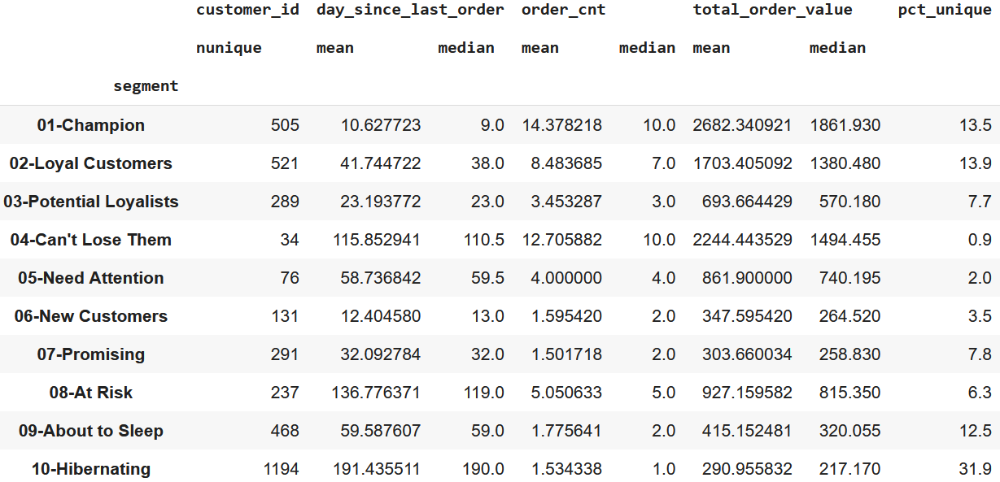 customer_id day_since_last_order order_cnt total_order_value pct_unique
nunique mean median mean median mean median
segment
01-Champion 505 10.627723 9.0 14.378218 10.0 2682.340921 1861.930 13.5
02-Loyal Customers 521 41.744722 38.0 8.483685 7.0 1703.405092 1380.480 13.9
03-Potential Loyalists 289 23.193772 23.0 3.453287 3.0 693.664429 570.180 7.7
04-Can't Lose Them 34 115.852941 110.5 12.705882 10.0 2244.443529 1494.455 0.9
05-Need Attention 76 58.736842 59.5 4.000000 4.0 861.900000 740.195 2.0
06-New Customers 131 12.404580 13.0 1.595420 2.0 347.595420 264.520 3.5
07-Promising 291 32.092784 32.0 1.501718 2.0 303.660034 258.830 7.8
08-At Risk 237 136.776371 119.0 5.050633 5.0 927.159582 815.350 6.3
09-About to Sleep 468 59.587607 59.0 1.775641 2.0 415.152481 320.055 12.5
10-Hibernating 1194 191.435511 190.0 1.534338 1.0 290.955832 217.170 31.9